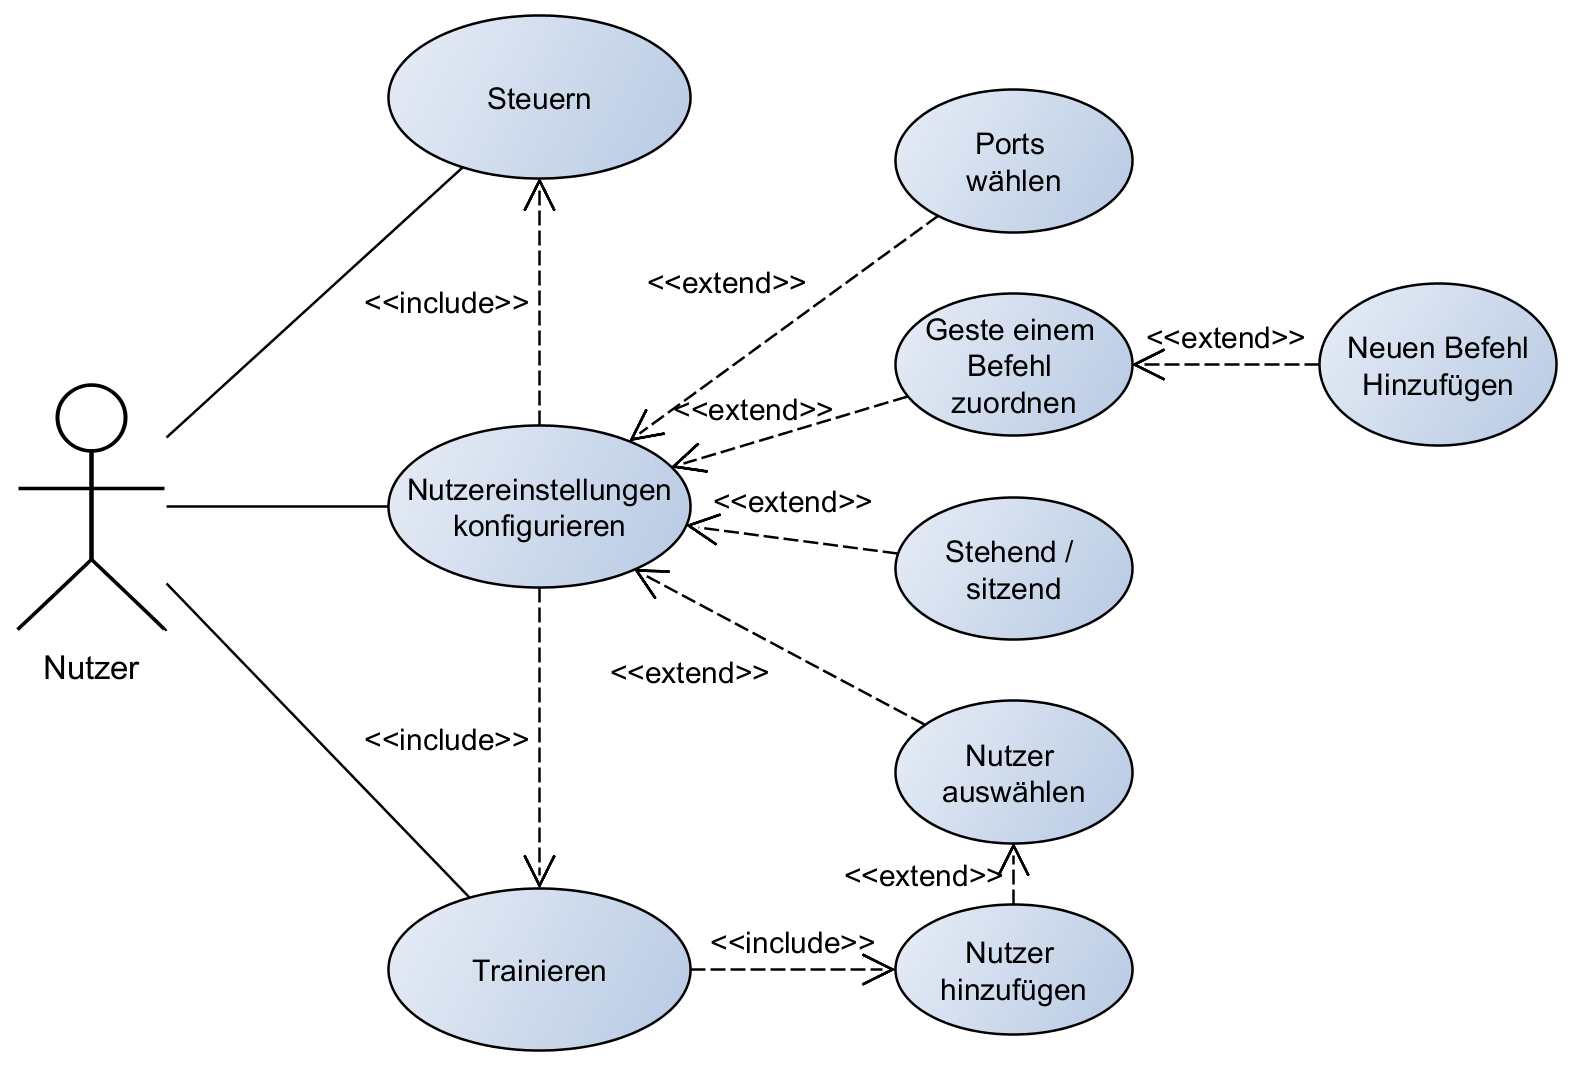 Steuern
Ports
wählen
<<extend>>
<<include>>
Geste einem
Befehl
zuordnen
<<extend>>
Neuen Befehl
Hinzufügen
<<extend>>
Nutzereinstellungen
konfigurieren
<<extend>>
Stehend /
sitzend
Nutzer
<<extend>>
<<include>>
Nutzer
auswählen
<<extend>>
Trainieren
<<include>>
Nutzer
hinzufügen